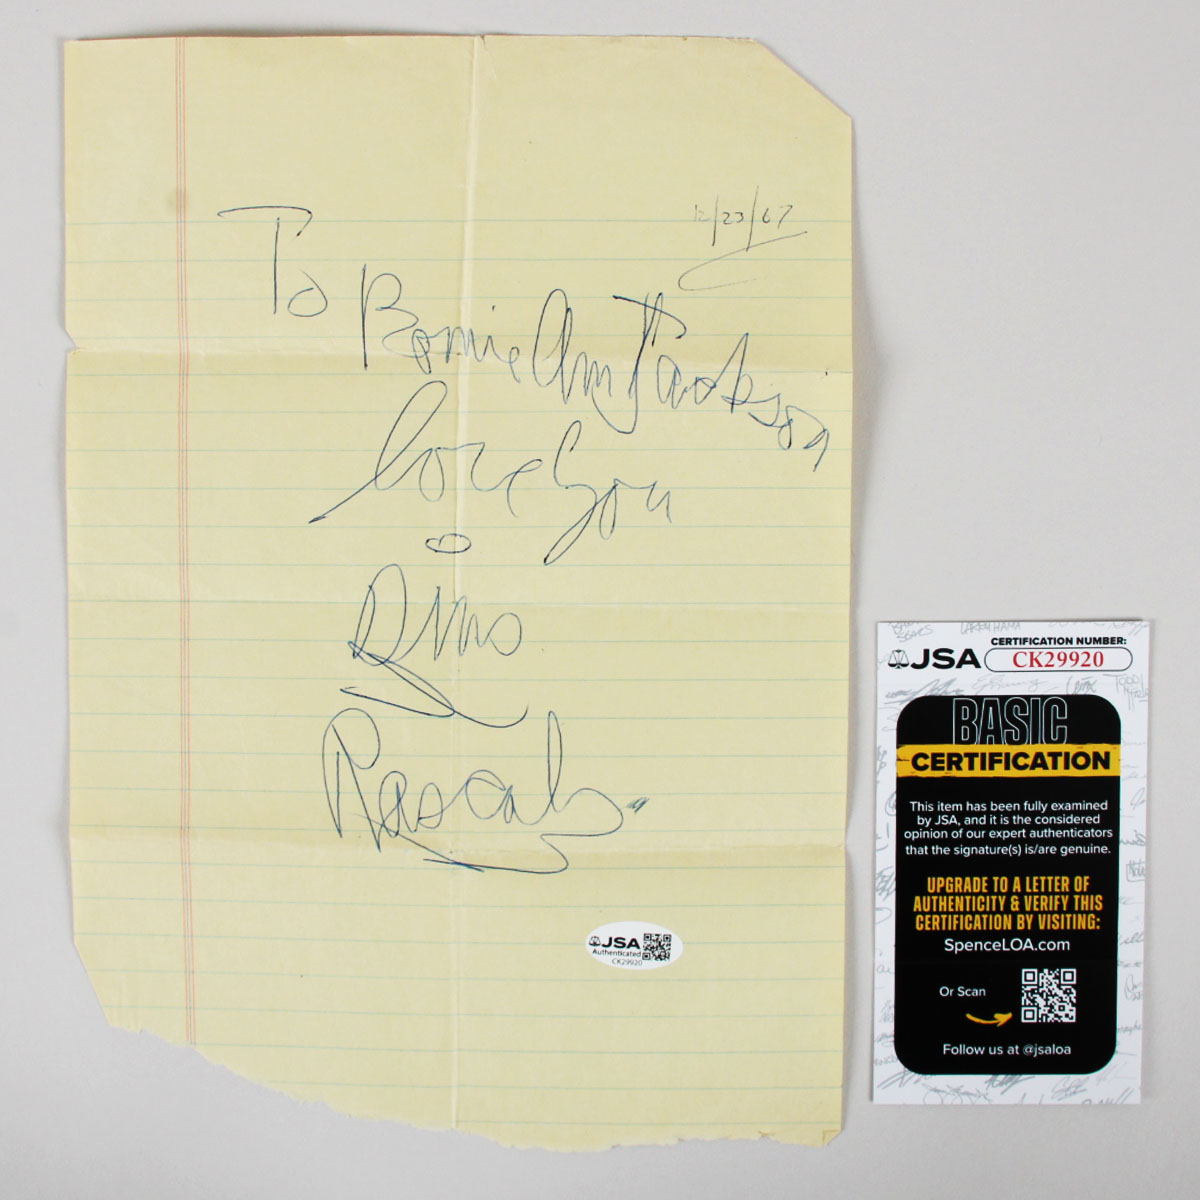 12/23/67
To Bonnie Ann Jackson
love you
Dino
Rascals
JSA
Authenticated
CK29920
JSA
CERTIFICATION NUMBER:
CK29920
BASIC
CERTIFICATION
This item has been fully examined
by JSA, and it is the considered
opinion of our expert authenticators
that the signature(s) is/are genuine.
UPGRADE TO A LETTER OF
AUTHENTICITY & VERIFY THIS
CERTIFICATION BY VISITING:
SpenceLOA.com
Or Scan
Follow us at @jsaloa